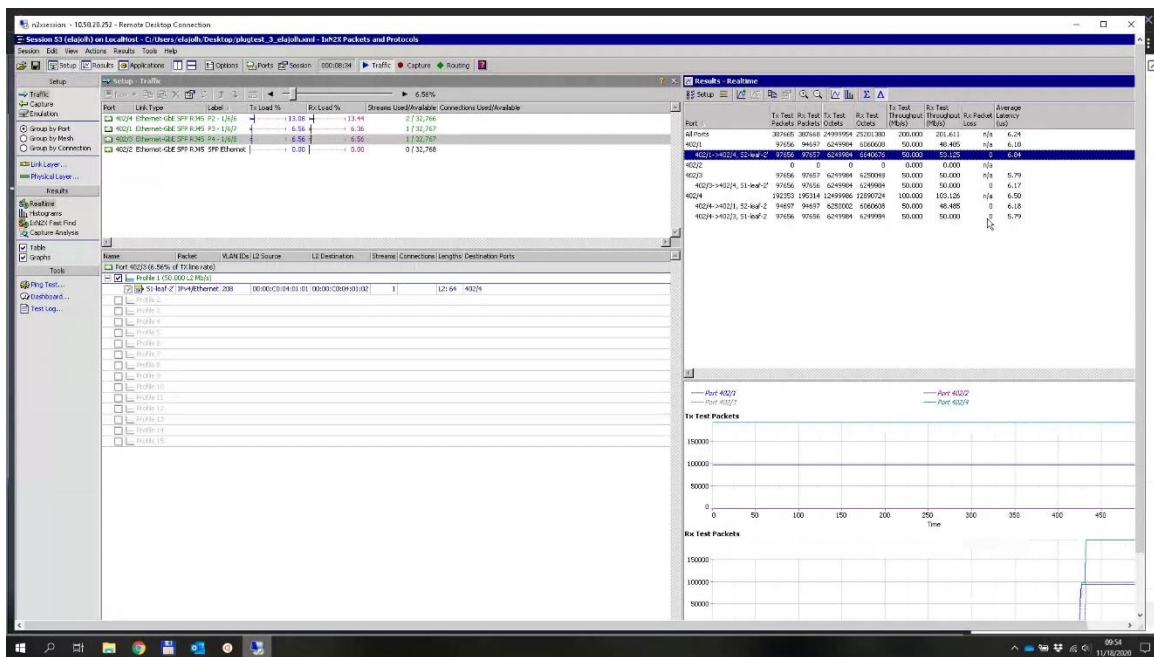 n2xsession - 10.50.20.252 - Remote Desktop Connection
Session 53 (elajolh) on LocalHost - C:/Users/elajolh/Desktop/plugtest_3_elajolh.xml - IxN2X Packets and Protocols
Session Edit View Actions Results Tools Help
Setup Results Applications Options Ports Session 000:08:34 Traffic Capture Routing
Setup
Traffic
Capture
Emulation
Group by Port
Group by Mesh
Group by Connection
Link Layer...
Physical Layer...
Results
Realtime
Histograms
IxN2X Fast Find
Capture Analysis
Table
Graphs
Tools
Ping Test...
Dashboard...
Test Log...
Setup - Traffic
6.56%
Port Link Type Label Tx Load % Rx Load % Streams Used/Available Connections Used/Available
402/4 Ethernet-GbE SFP RJ45 P2 - 1/6/6 13.08 13.44 2 / 32,766
402/1 Ethernet-GbE SFP RJ45 P3 - 1/6/7 6.56 6.36 1 / 32,767
402/3 Ethernet-GbE SFP RJ45 P4 - 1/6/8 6.56 6.56 1 / 32,767
402/2 Ethernet-GbE SFP RJ45 SFP Ethernet 0.00 0.00 0 / 32,768
Name Packet VLAN IDs L2 Source L2 Destination Streams Connections Lengths Destination Ports
Port 402/3 (6.56% of TX line rate)
Profile 1 (50.000 L2 Mb/s)
S1-leaf-2 IPv4/Ethernet 208 00:00:C0:04:01:01 00:00:C0:04:01:02 1 L2: 64 402/4
Profile 2
Profile 3
Profile 4
Profile 5
Profile 6
Profile 7
Profile 8
Profile 9
Profile 10
Profile 11
Profile 12
Profile 13
Profile 14
Profile 15
Results - Realtime
Setup
Port Tx Test Packets Rx Test Packets Tx Test Octets Rx Test Octets Tx Test Throughput (Mb/s) Rx Test Throughput (Mb/s) Rx Packet Loss Average Latency (us)
All Ports 387665 387668 24999954 25201380 200.000 201.611 n/a 6.24
402/1 97656 94697 6249984 6060608 50.000 48.485 n/a 6.18
402/1->402/4, S2-leaf-2 97656 97657 6249984 6640676 50.000 53.125 0 6.84
402/2 0 0 0 0 0.000 0.000 n/a
402/3 97656 97657 6249984 6250048 50.000 50.000 n/a 5.79
402/3->402/4, S1-leaf-2 97656 97656 6249984 6249984 50.000 50.000 0 6.17
402/4 192353 195314 12499986 12890724 100.000 103.126 n/a 6.50
402/4->402/1, S2-leaf-2 94697 94697 6250002 6060608 50.000 48.485 0 6.18
402/4->402/3, S1-leaf-2 97656 97656 6249984 6249984 50.000 50.000 0 5.79
Port 402/1 Port 402/2
Port 402/3 Port 402/4
Tx Test Packets
150000
100000
50000
0
0 50 100 150 200 250 300 350 400 450
Time
Rx Test Packets
150000
100000
50000
09:54
11/18/2020